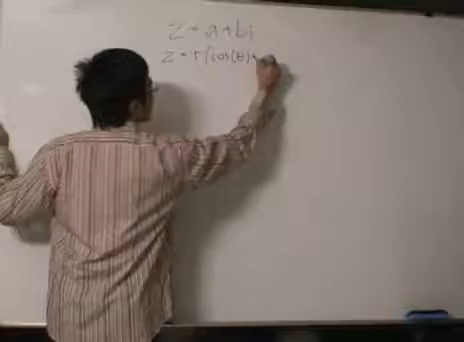 z = a+bi
z = r(cos(θ)+